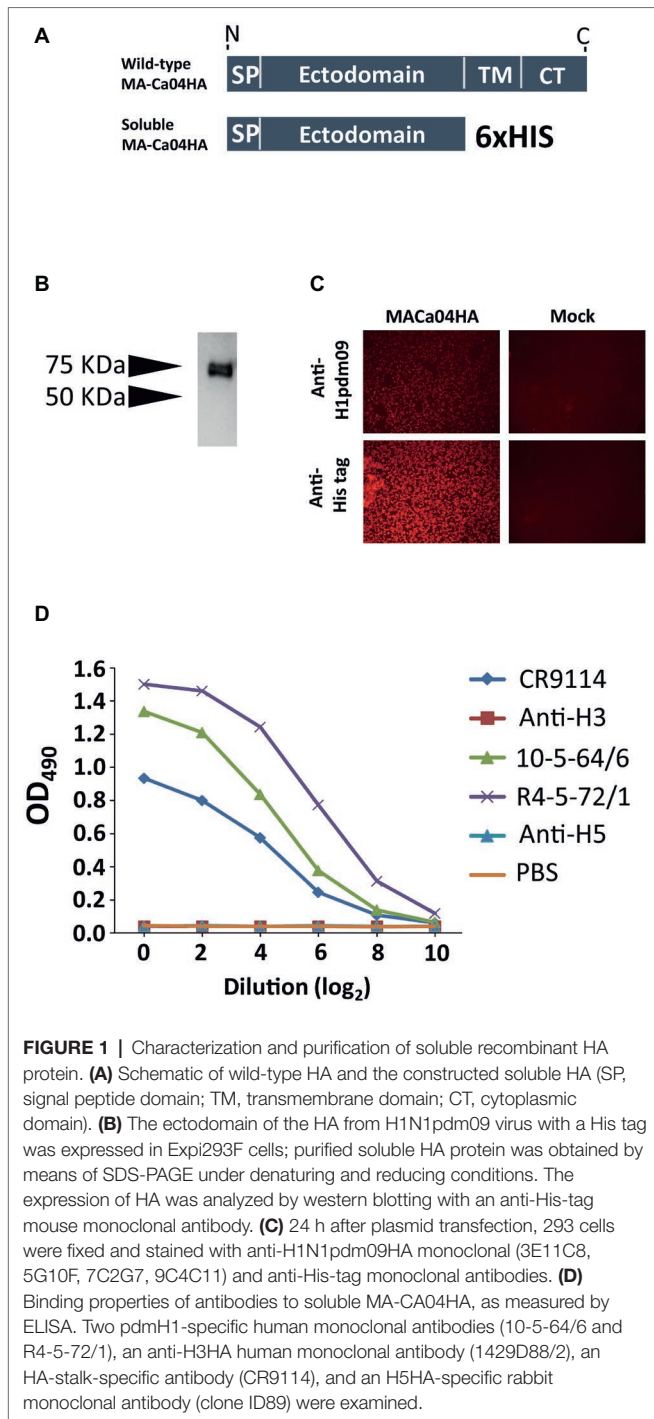 A
N
C
Wild-type
MA-Ca04HA
SP
Ectodomain
TM
CT
Soluble
MA-Ca04HA
SP
Ectodomain
6xHIS
B
75 KDa
50 KDa
C
MACa04HA
Mock
Anti-
H1pdm09
Anti-
His tag
D
OD490
1.6
1.4
1.2
1.0
0.8
0.6
0.4
0.2
0.0
0 2 4 6 8 10
Dilution (log2)
CR9114
Anti-H3
10-5-64/6
R4-5-72/1
Anti-H5
PBS
FIGURE 1 | Characterization and purification of soluble recombinant HA
protein. (A) Schematic of wild-type HA and the constructed soluble HA (SP,
signal peptide domain; TM, transmembrane domain; CT, cytoplasmic
domain). (B) The ectodomain of the HA from H1N1pdm09 virus with a His tag
was expressed in Expi293F cells; purified soluble HA protein was obtained by
means of SDS-PAGE under denaturing and reducing conditions. The
expression of HA was analyzed by western blotting with an anti-His-tag
mouse monoclonal antibody. (C) 24 h after plasmid transfection, 293 cells
were fixed and stained with anti-H1N1pdm09HA monoclonal (3E11C8,
5G10F, 7C2G7, 9C4C11) and anti-His-tag monoclonal antibodies. (D)
Binding properties of antibodies to soluble MA-CA04HA, as measured by
ELISA. Two pdmH1-specific human monoclonal antibodies (10-5-64/6 and
R4-5-72/1), an anti-H3HA human monoclonal antibody (1429D88/2), an
HA-stalk-specific antibody (CR9114), and an H5HA-specific rabbit
monoclonal antibody (clone ID89) were examined.